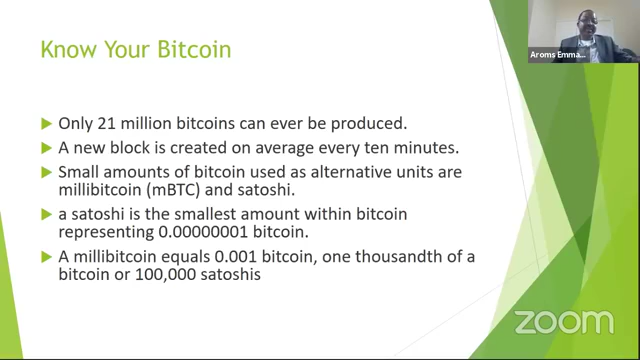 Know Your Bitcoin
Aroms Emma...
Only 21 million bitcoins can ever be produced.
A new block is created on average every ten minutes.
Small amounts of bitcoin used as alternative units are
millibitcoin (mBTC) and satoshi.
a satoshi is the smallest amount within bitcoin
representing 0.00000001 bitcoin.
A millibitcoin equals 0.001 bitcoin, one thousandth of a
bitcoin or 100,000 satoshis
zoom